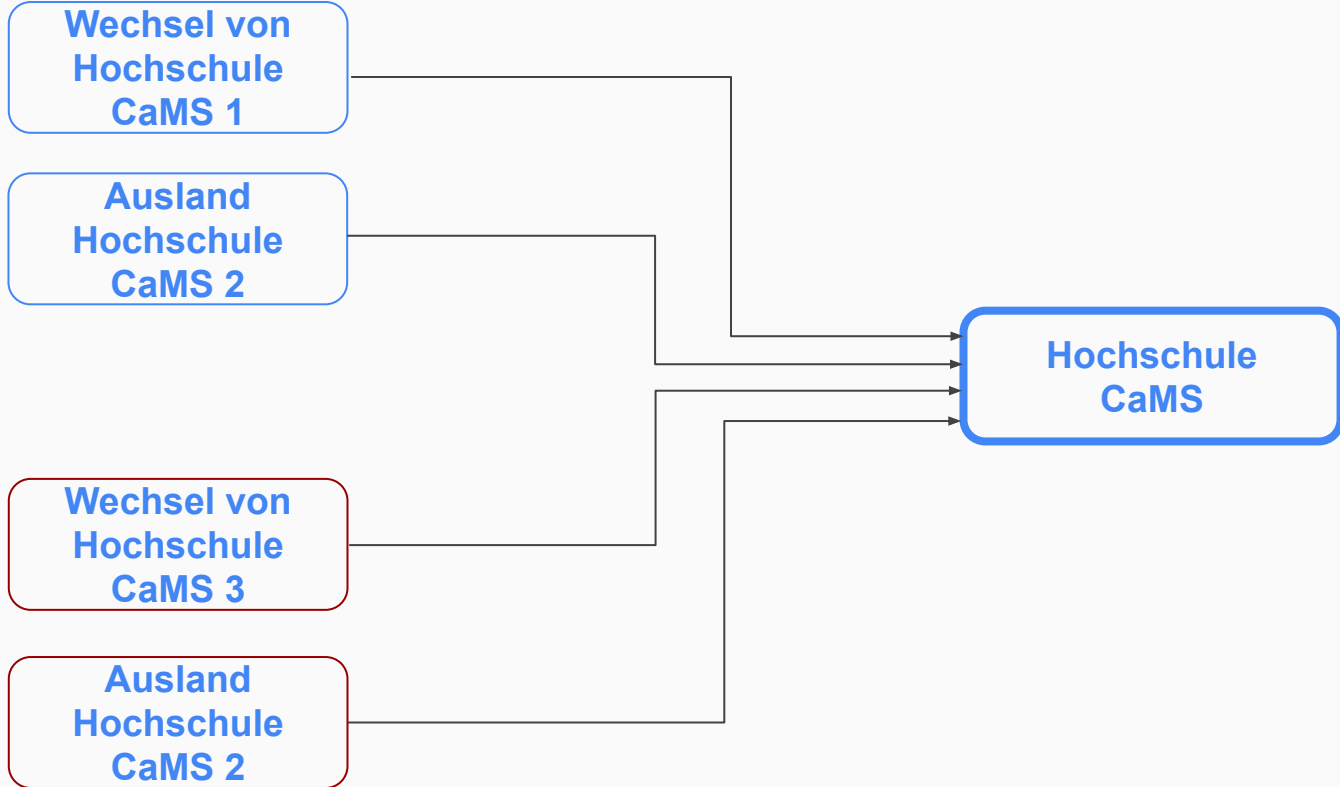 Wechsel von
Hochschule
CaMS 1
Ausland
Hochschule
CaMS 2
Hochschule
CaMS
Wechsel von
Hochschule
CaMS 3
Ausland
Hochschule
CaMS 2